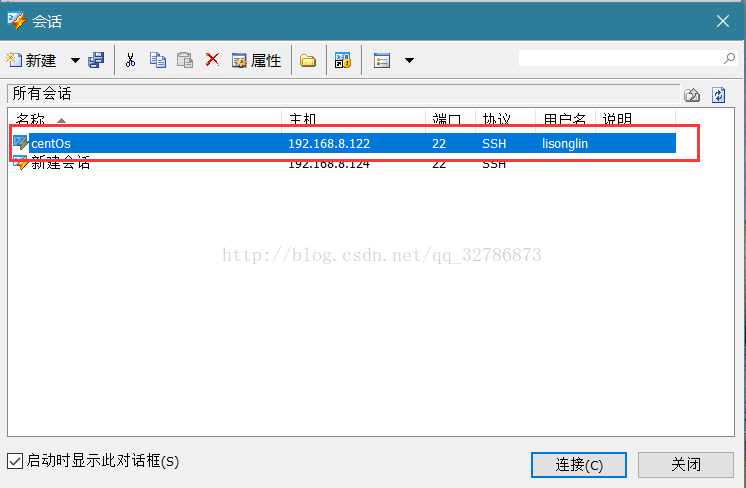 会话
新建 属性
所有会话
名称 主机 端口 协议 用户名 说明
centOs 192.168.8.122 22 SSH lisonglin
新建会话 192.168.8.124 22 SSH
http://blog.csdn.net/qq_32786873
启动时显示此对话框(S)
连接(C) 关闭